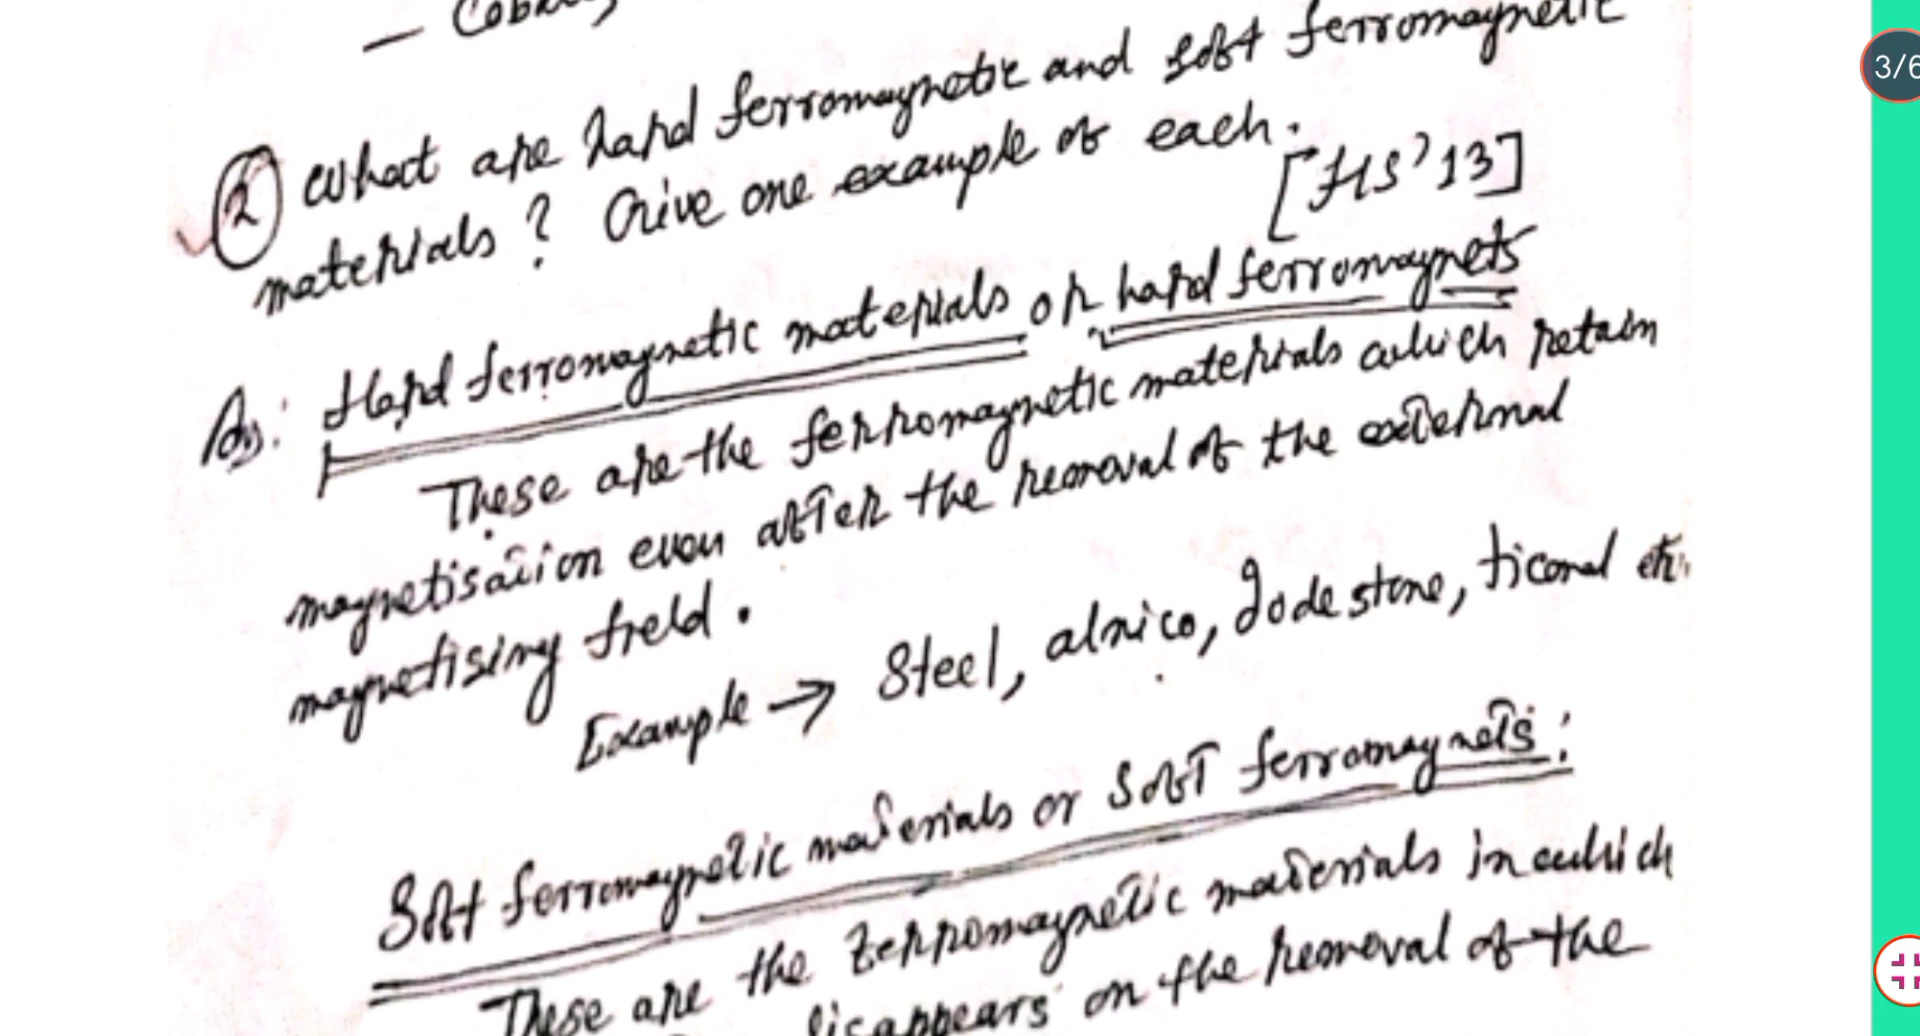 — Cobalt
② What are hard ferromagnetic and soft ferromagnetic
materials? Give one example of each.
[HS'13]
Ans: Hard ferromagnetic materials or hard ferromagnets
These are the ferromagnetic materials which retain
magnetisation even after the removal of the external
magnetising field.
Example → Steel, alnico, lodestone, ticonal etc.
Soft ferromagnetic materials or soft ferromagnets:
These are the ferromagnetic materials in which
disappears on the removal of the
3/6